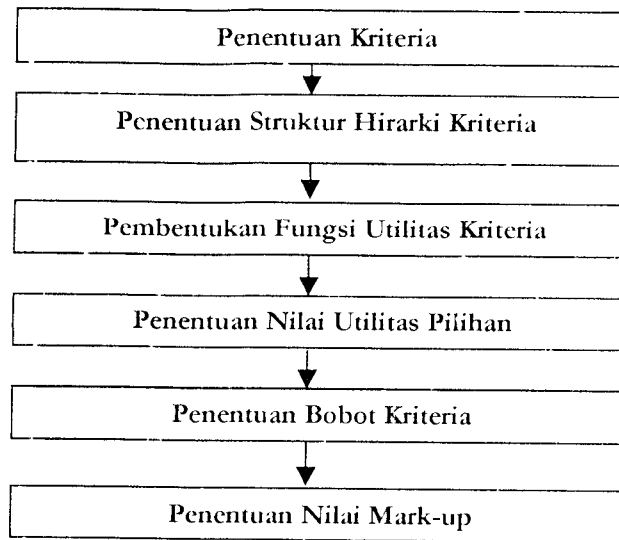 Penentuan Kriteria
Penentuan Struktur Hirarki Kriteria
Pembentukan Fungsi Utilitas Kriteria
Penentuan Nilai Utilitas Pilihan
Penentuan Bobot Kriteria
Penentuan Nilai Mark-up